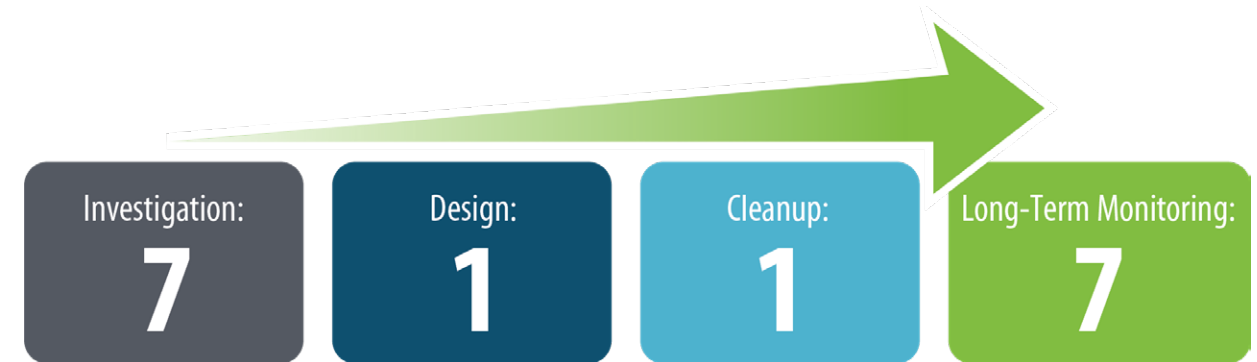 Investigation:
7
Design:
1
Cleanup:
1
Long-Term Monitoring:
7